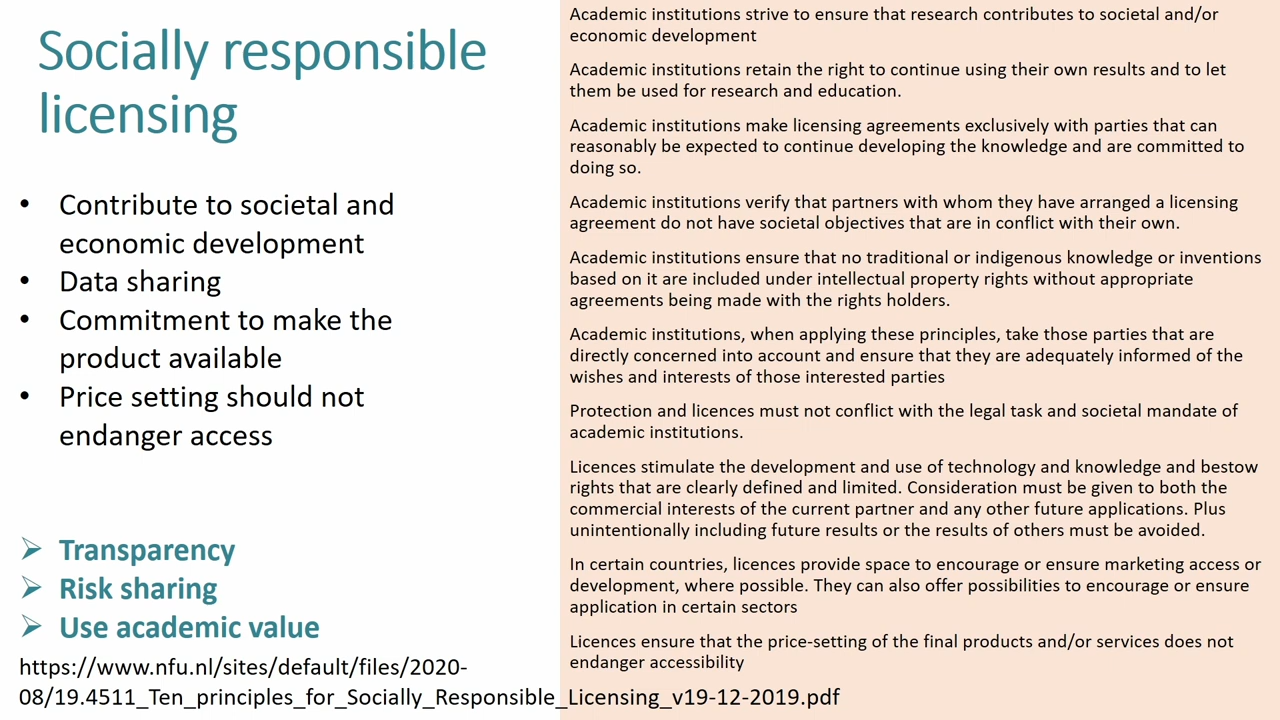 Socially responsible
licensing
• Contribute to societal and
economic development
• Data sharing
• Commitment to make the
product available
• Price setting should not
endanger access
➢ Transparency
➢ Risk sharing
➢ Use academic value
https://www.nfu.nl/sites/default/files/2020-
08/19.4511_Ten_principles_for_Socially_Responsible_Licensing_v19-12-2019.pdf
Academic institutions strive to ensure that research contributes to societal and/or
economic development
Academic institutions retain the right to continue using their own results and to let
them be used for research and education.
Academic institutions make licensing agreements exclusively with parties that can
reasonably be expected to continue developing the knowledge and are committed to
doing so.
Academic institutions verify that partners with whom they have arranged a licensing
agreement do not have societal objectives that are in conflict with their own.
Academic institutions ensure that no traditional or indigenous knowledge or inventions
based on it are included under intellectual property rights without appropriate
agreements being made with the rights holders.
Academic institutions, when applying these principles, take those parties that are
directly concerned into account and ensure that they are adequately informed of the
wishes and interests of those interested parties
Protection and licences must not conflict with the legal task and societal mandate of
academic institutions.
Licences stimulate the development and use of technology and knowledge and bestow
rights that are clearly defined and limited. Consideration must be given to both the
commercial interests of the current partner and any other future applications. Plus
unintentionally including future results or the results of others must be avoided.
In certain countries, licences provide space to encourage or ensure marketing access or
development, where possible. They can also offer possibilities to encourage or ensure
application in certain sectors
Licences ensure that the price-setting of the final products and/or services does not
endanger accessibility